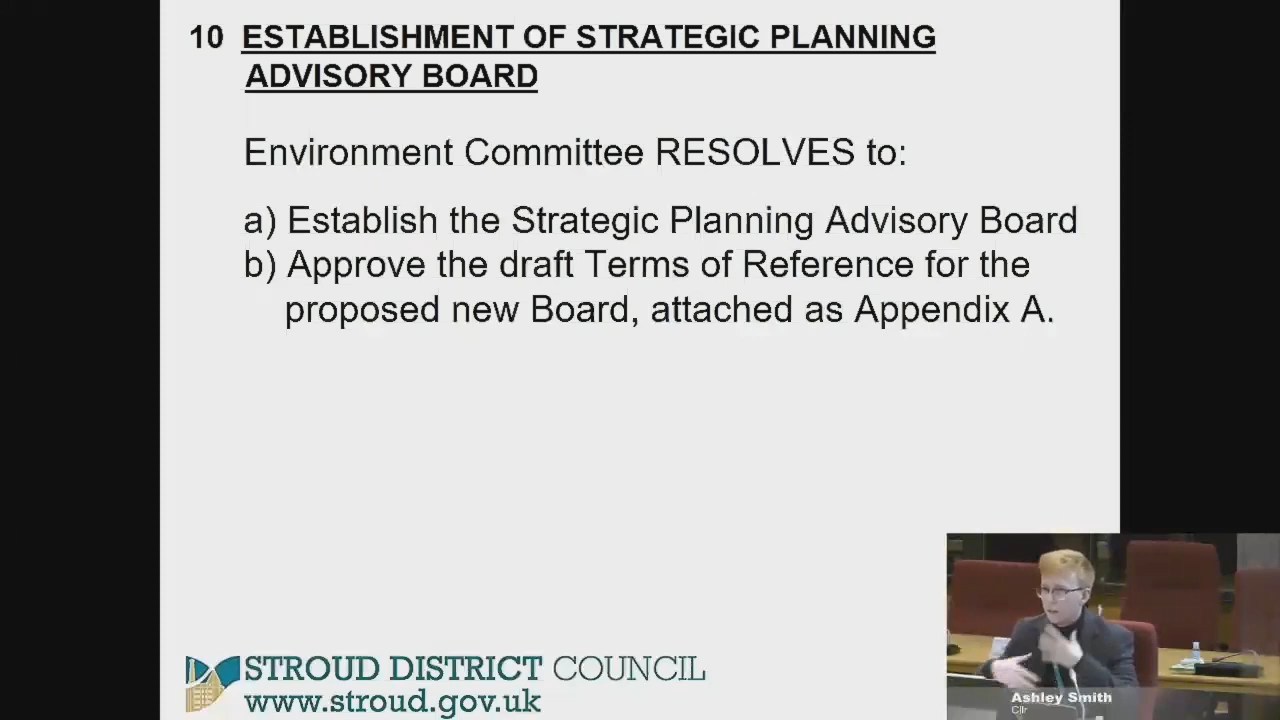 10 ESTABLISHMENT OF STRATEGIC PLANNING
ADVISORY BOARD
Environment Committee RESOLVES to:
a) Establish the Strategic Planning Advisory Board
b) Approve the draft Terms of Reference for the
proposed new Board, attached as Appendix A.
STROUD DISTRICT COUNCIL
www.stroud.gov.uk
Ashley Smith
Cllr